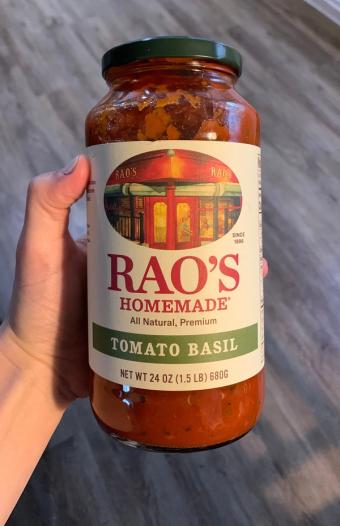 RAO'S RAO'S
SINCE
1896
RAO'S
HOMEMADE®
All Natural, Premium
TOMATO BASIL
NET WT 24 OZ (1.5 LB) 680G